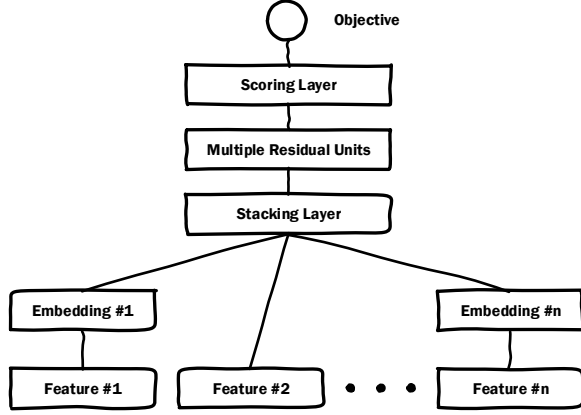 Objective
Scoring Layer
Multiple Residual Units
Stacking Layer
Embedding #1
Embedding #n
Feature #1
Feature #2
Feature #n